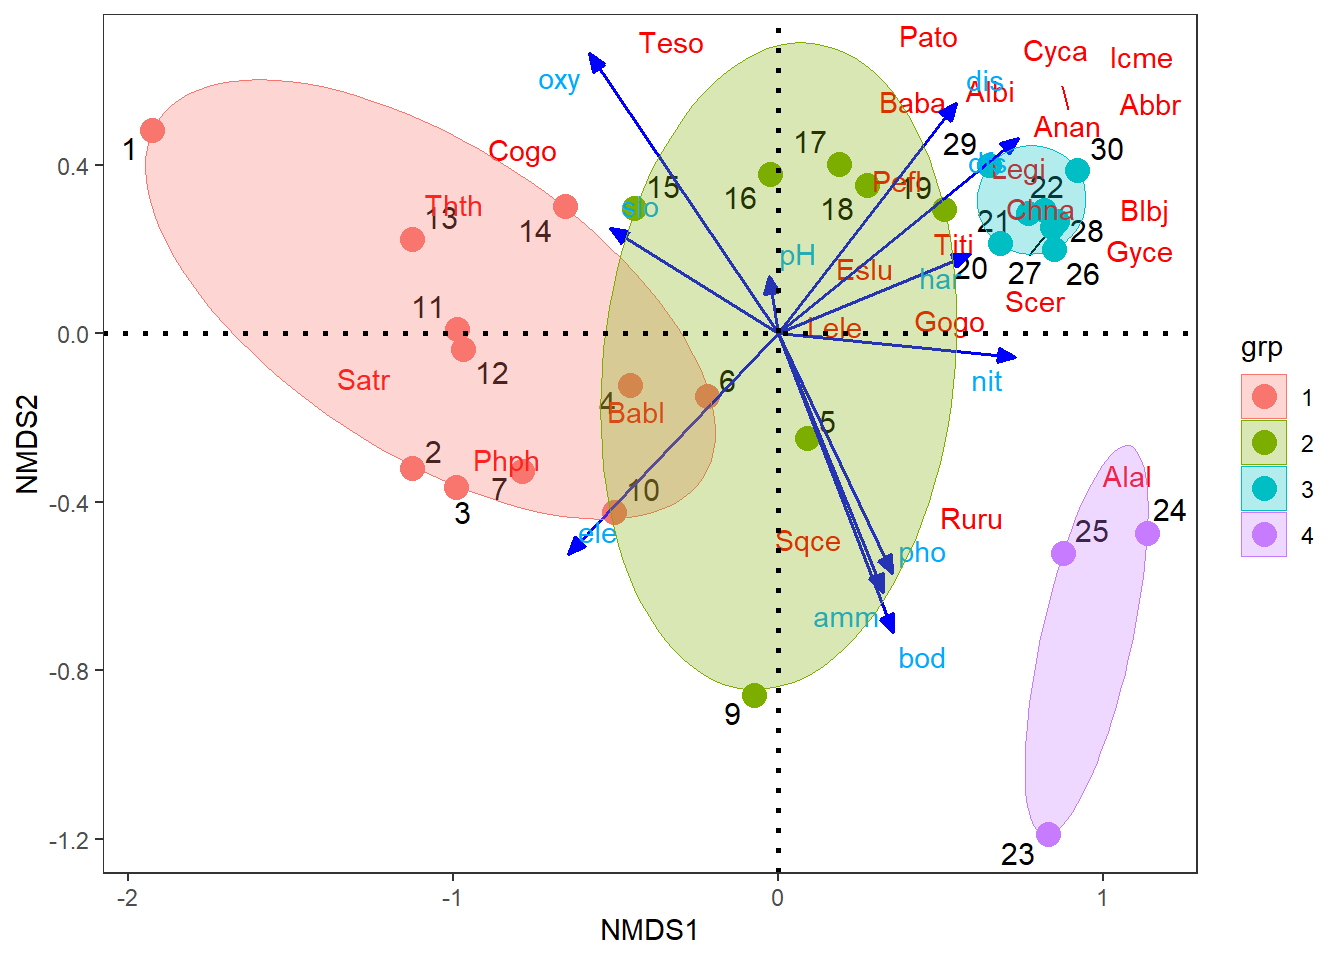 Teso
Pato
Cyca
Icme
oxy
dis
Albi
Baba
Abbr
Anan
1
Cogo
17
29
30
0.4
dis
Legi
15
16
Pefl
19
22
Thth
13
slo
18
21
Chna
Blbj
14
28
Titi
pH
Eslu
har
20
27
26
Gyce
11
Scer
0.0
Lele
Gogo
12
Satr
6
nit
4
Babl
5
2
Phph
7
10
3
Alal
24
25
-0.4
Ruru
ele
Sqce
pho
amm
bod
-0.8
9
-1.2
23
-2
-1
0
1
NMDS1
NMDS2
grp
1
2
3
4